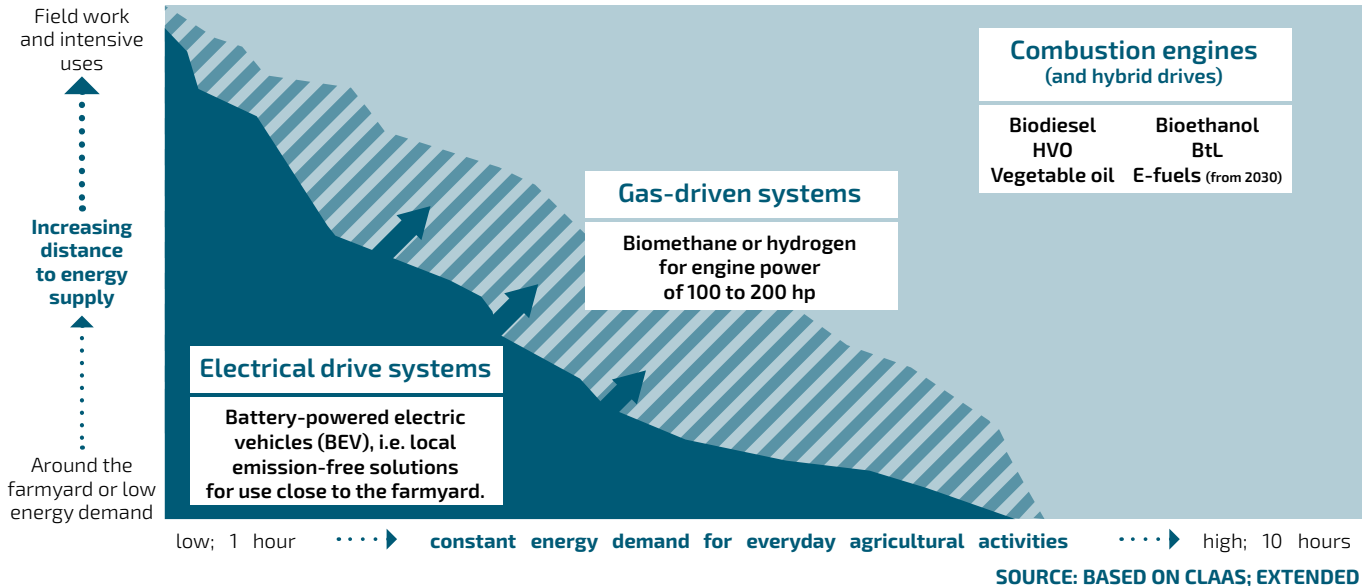 Field work
and intensive
uses
Increasing
distance
to energy
supply
Around the
farmyard or low
energy demand
Combustion engines
(and hybrid drives)
Biodiesel Bioethanol
HVO BtL
Vegetable oil E-fuels (from 2030)
Gas-driven systems
Biomethane or hydrogen
for engine power
of 100 to 200 hp
Electrical drive systems
Battery-powered electric
vehicles (BEV), i.e. local
emission-free solutions
for use close to the farmyard.
low; 1 hour constant energy demand for everyday agricultural activities high; 10 hours
SOURCE: BASED ON CLAAS; EXTENDED